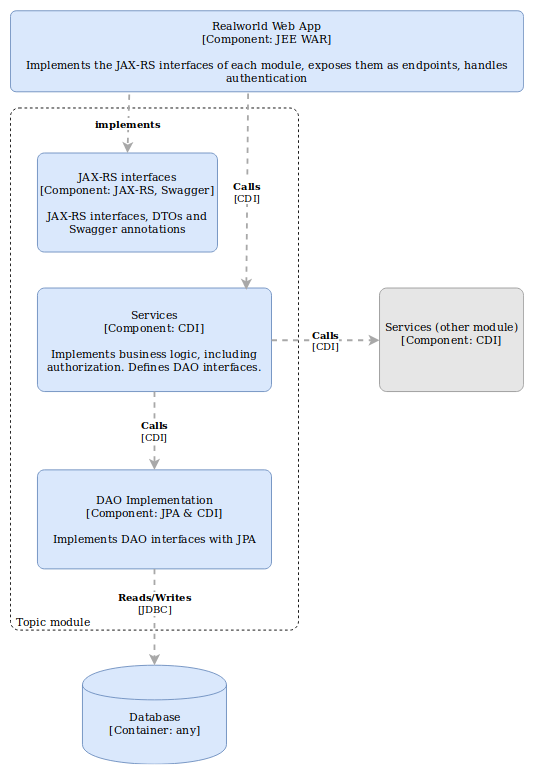 Realworld Web App
[Component: JEE WAR]
Implements the JAX-RS interfaces of each module, exposes them as endpoints, handles
authentication
implements
JAX-RS interfaces
[Component: JAX-RS, Swagger]
JAX-RS interfaces, DTOs and
Swagger annotations
Calls
[CDI]
Services
[Component: CDI]
Implements business logic, including
authorization. Defines DAO interfaces.
Calls
[CDI]
Services (other module)
[Component: CDI]
Calls
[CDI]
DAO Implementation
[Component: JPA & CDI]
Implements DAO interfaces with JPA
Reads/Writes
[JDBC]
Topic module
Database
[Container: any]